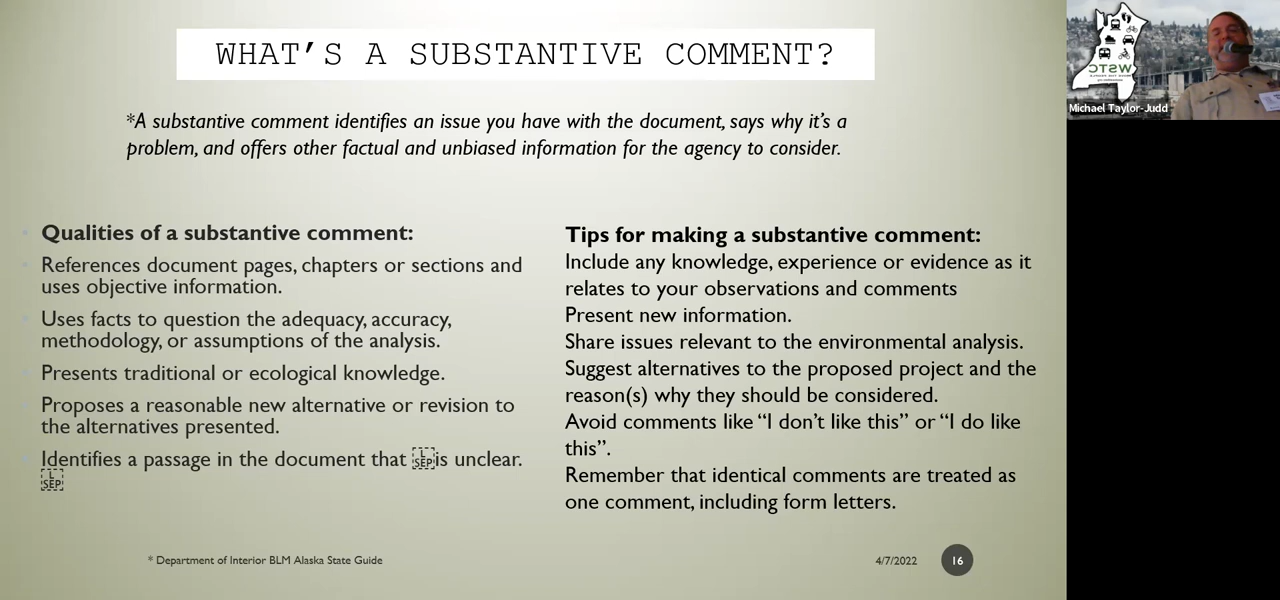 WHAT’S A SUBSTANTIVE COMMENT?
*A substantive comment identifies an issue you have with the document, says why it’s a
problem, and offers other factual and unbiased information for the agency to consider.
Qualities of a substantive comment:
References document pages, chapters or sections and
uses objective information.
Uses facts to question the adequacy, accuracy,
methodology, or assumptions of the analysis.
Presents traditional or ecological knowledge.
Proposes a reasonable new alternative or revision to
the alternatives presented.
Identifies a passage in the document that L SEP is unclear.
L SEP
Tips for making a substantive comment:
Include any knowledge, experience or evidence as it
relates to your observations and comments
Present new information.
Share issues relevant to the environmental analysis.
Suggest alternatives to the proposed project and the
reason(s) why they should be considered.
Avoid comments like “I don’t like this” or “I do like
this”.
Remember that identical comments are treated as
one comment, including form letters.
* Department of Interior BLM Alaska State Guide
4/7/2022
16
WSTC
Michael Taylor-Judd